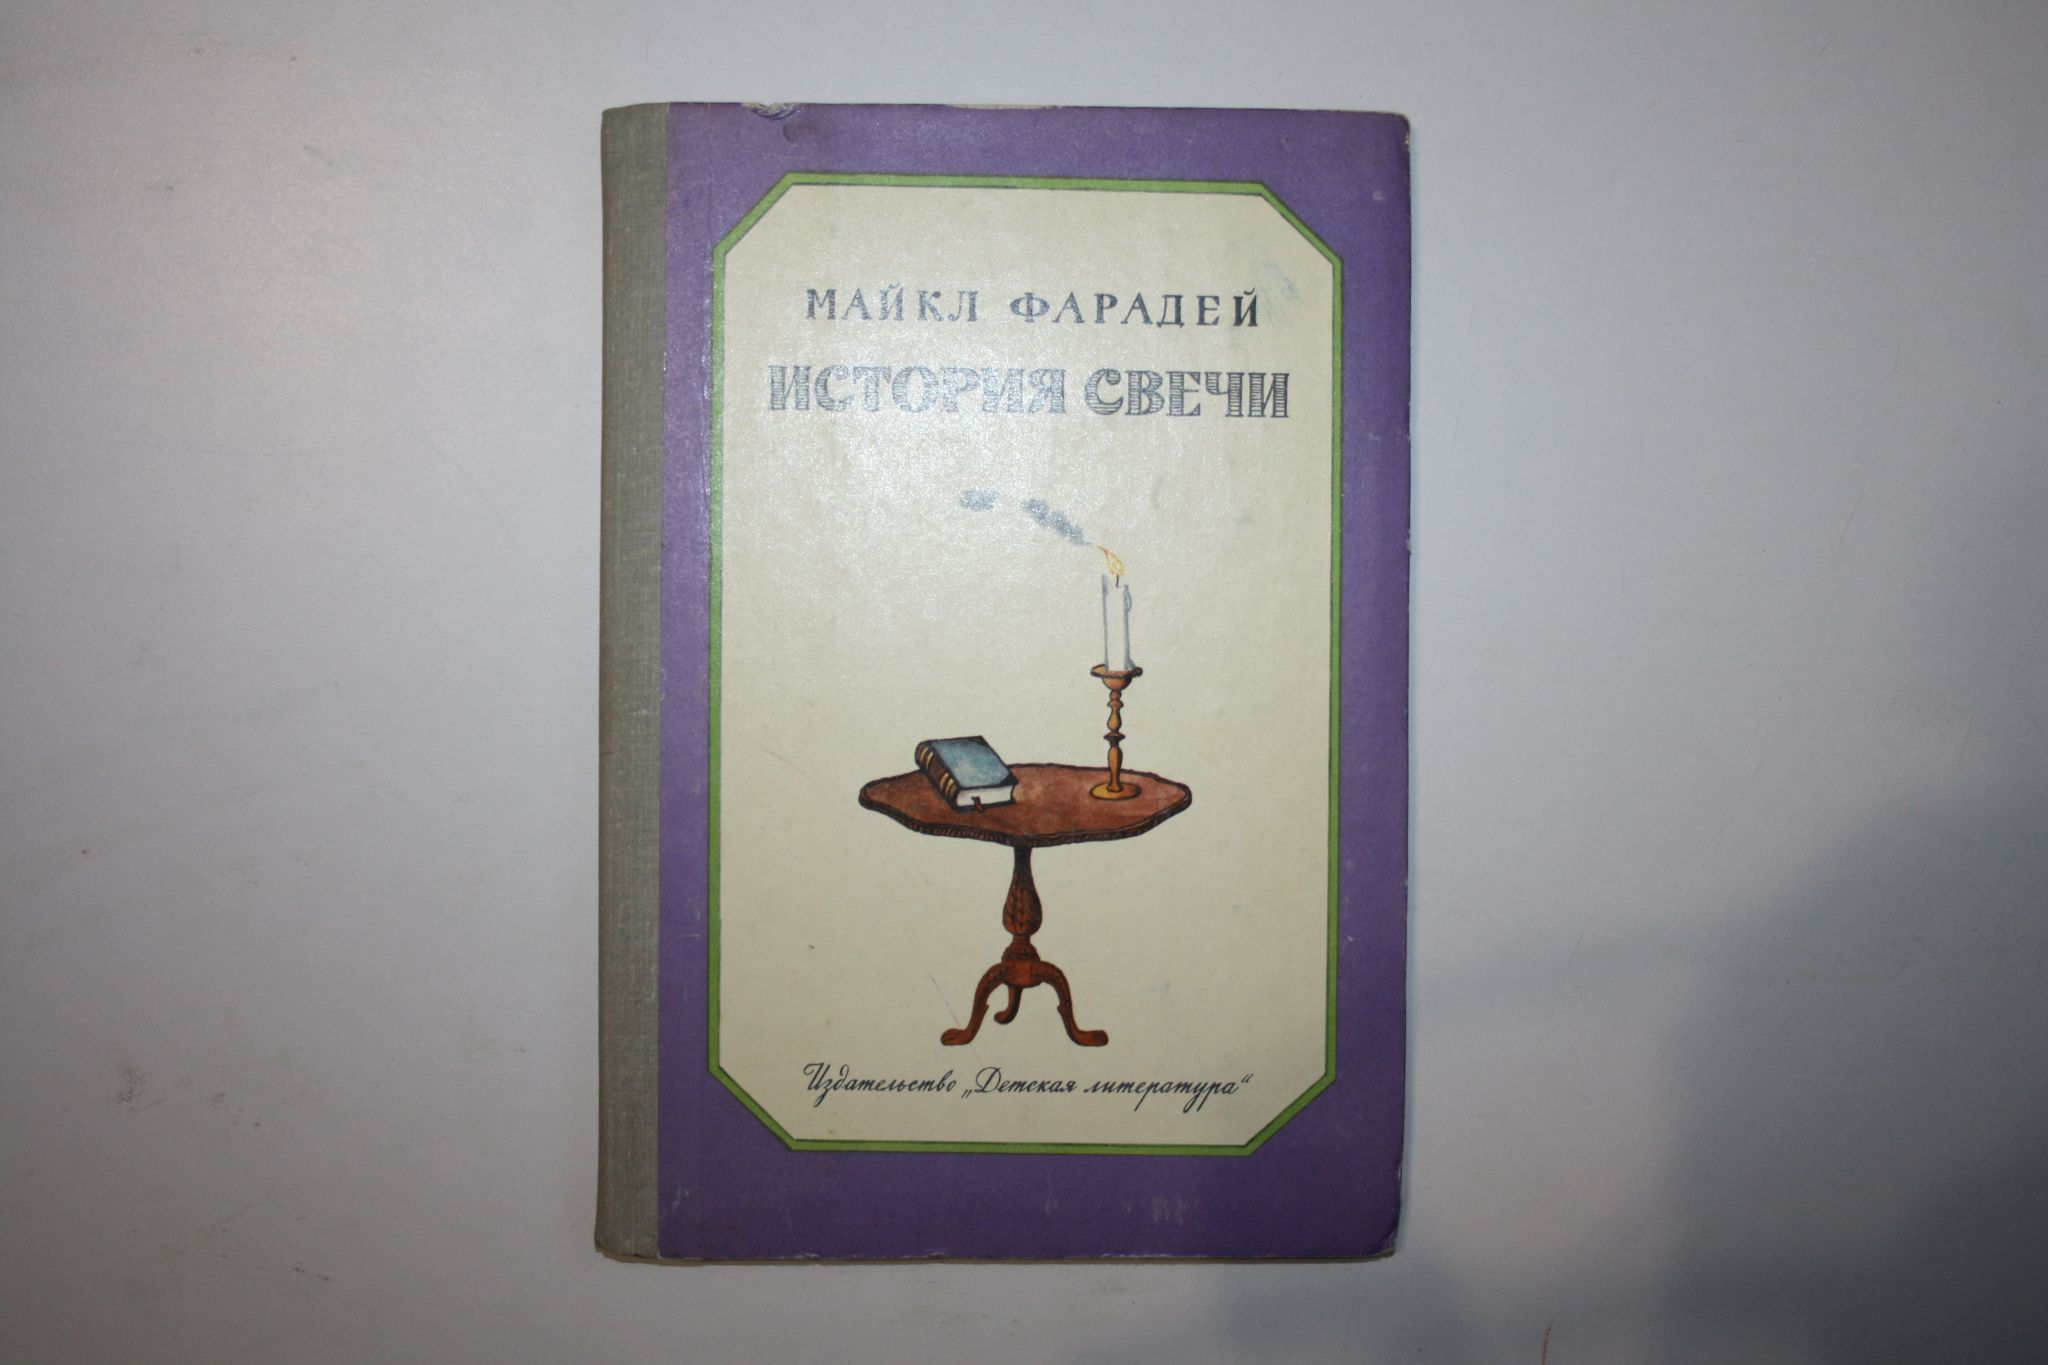 МАЙКЛ ФАРАДЕЙ
ИСТОРИЯ СВЕЧИ
Издательство „Детская литература“